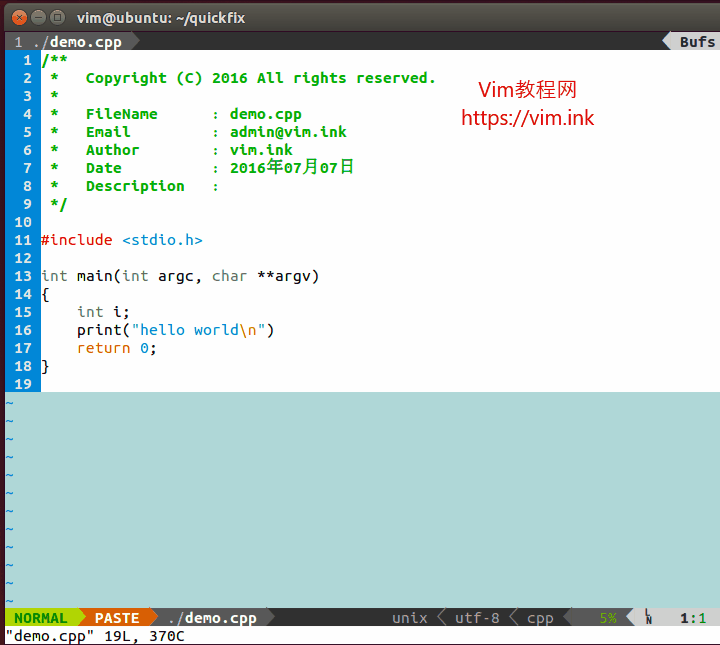 vim@ubuntu: ~/quickfix
1 ./demo.cpp Bufs
1 /**
2 * Copyright (C) 2016 All rights reserved.
3 *
4 * FileName : demo.cpp
5 * Email : admin@vim.ink
6 * Author : vim.ink
7 * Date : 2016年07月07日
8 * Description :
9 */
10
11 #include <stdio.h>
12
13 int main(int argc, char **argv)
14 {
15 int i;
16 print("hello world\n")
17 return 0;
18 }
19
Vim教程网
https://vim.ink
~
~
~
~
~
~
~
~
~
~
~
~
NORMAL PASTE ./demo.cpp unix utf-8 cpp 5% LN 1:1
"demo.cpp" 19L, 370C